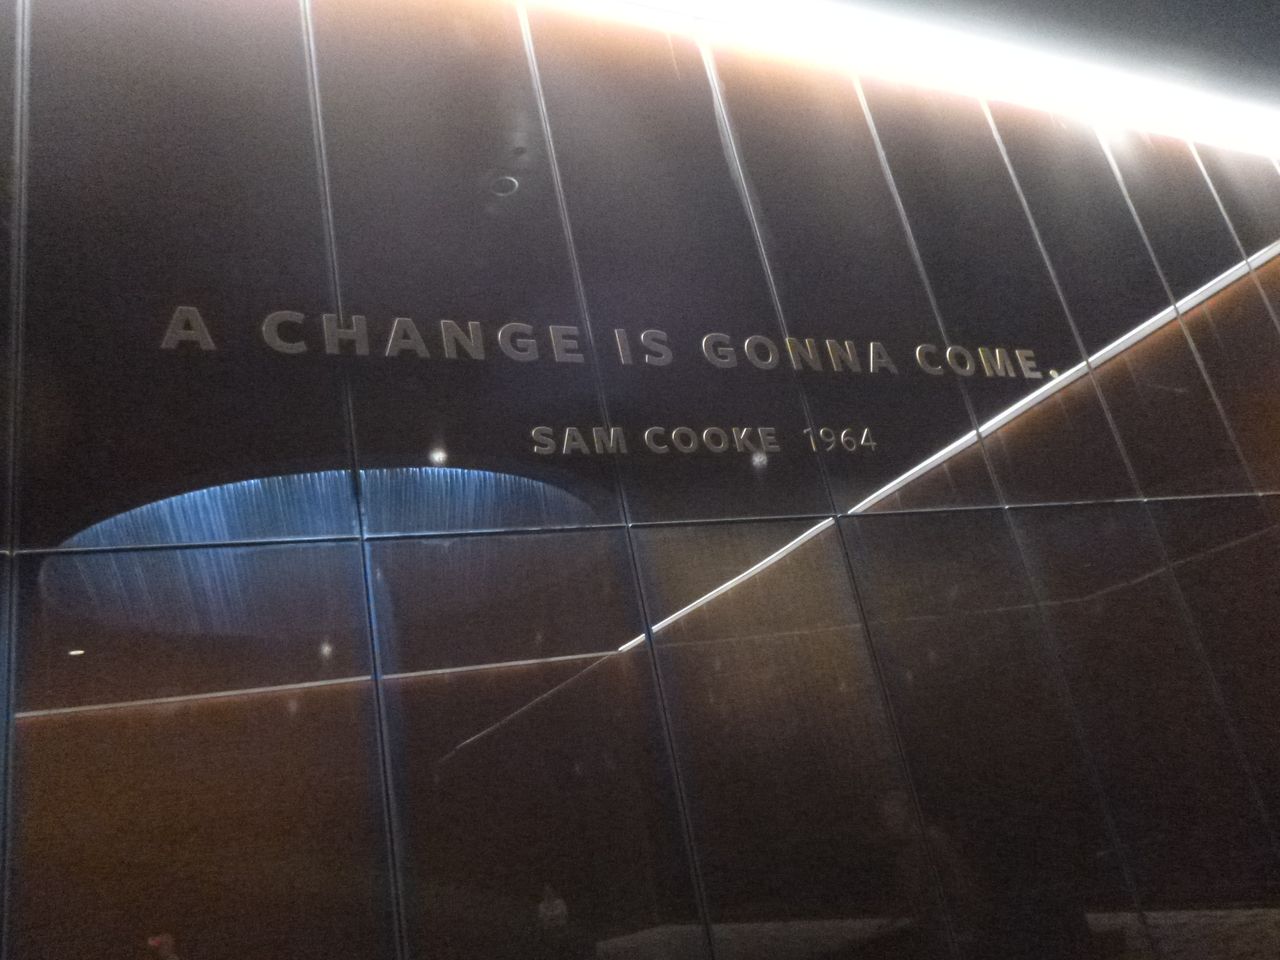 A CHANGE IS GONNA COME.
SAM COOKE 1964